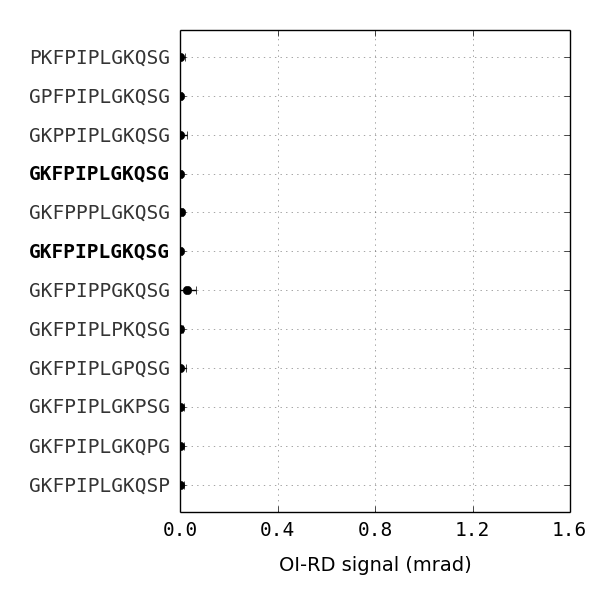 PKFPIPLGKQSG
GPFPIPLGKQSG
GKPPIPLGKQSG
GKFPIPLGKQSG
GKFPPPLGKQSG
GKFPIPLGKQSG
GKFPIPPGKQSG
GKFPIPLPKQSG
GKFPIPLGPQSG
GKFPIPLGKPSG
GKFPIPLGKQPG
GKFPIPLGKQSP
0.0 0.4 0.8 1.2 1.6
OI-RD signal (mrad)